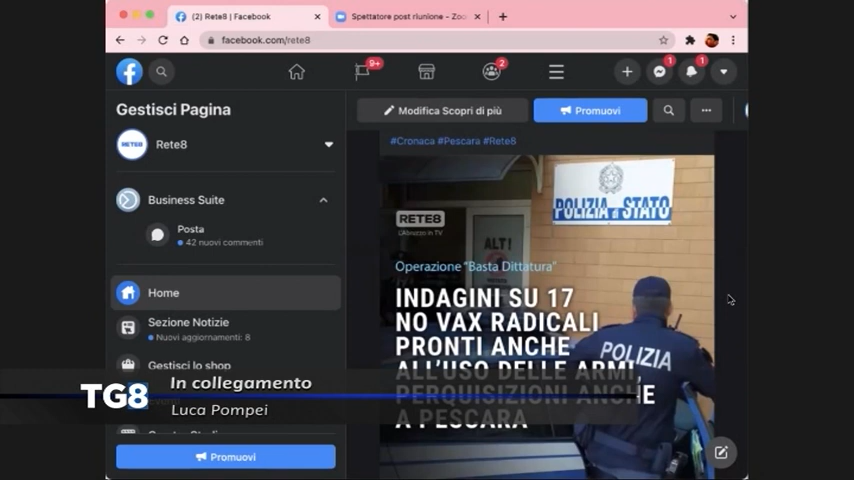 (2) Rete8 | Facebook
Spettatore post riunione - Zoo
facebook.com/rete8
9+
2
1
1
Gestisci Pagina
RETE8
Rete8
Business Suite
Posta
42 nuovi commenti
Home
Sezione Notizie
Nuovi aggiornamenti: 8
Gestisci lo shop
Promuovi
Modifica Scopri di più
Promuovi
#Cronaca #Pescara #Rete8
POLIZIA di STATO
RETE8
L'Abruzzo in TV
ALT!
Operazione "Basta Dittatura"
INDAGINI SU 17
NO VAX RADICALI
PRONTI ANCHE
ALL'USO DELLE ARMI,
PERQUISIZIONI ANCHE
A PESCARA
POLIZIA
TG8
In collegamento
Luca Pompei